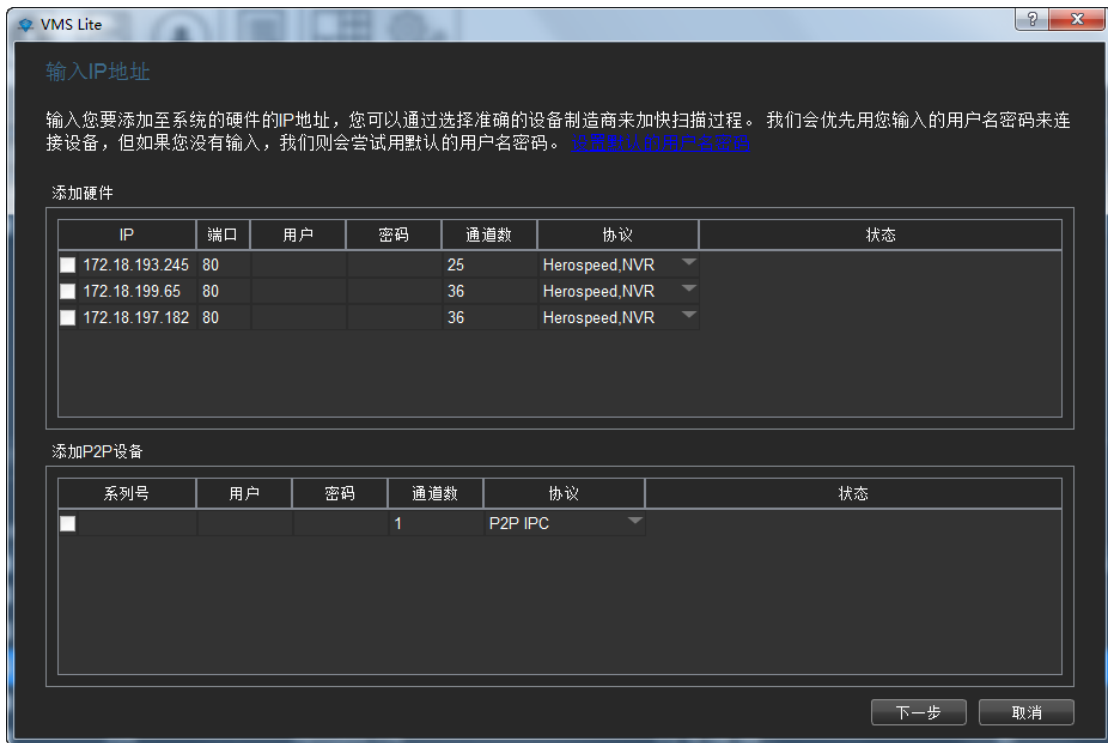 VMS Lite
输入IP地址
输入您要添加至系统的硬件的IP地址，您可以通过选择准确的设备制造商来加快扫描过程。 我们会优先用您输入的用户名密码来连
接设备，但如果您没有输入，我们则会尝试用默认的用户名密码。 设置默认的用户名密码
添加硬件
IP 端口 用户 密码 通道数 协议 状态
172.18.193.245 80 25 Herospeed,NVR
172.18.199.65 80 36 Herospeed,NVR
172.18.197.182 80 36 Herospeed,NVR
添加P2P设备
系列号 用户 密码 通道数 协议 状态
1 P2P IPC
下一步 取消